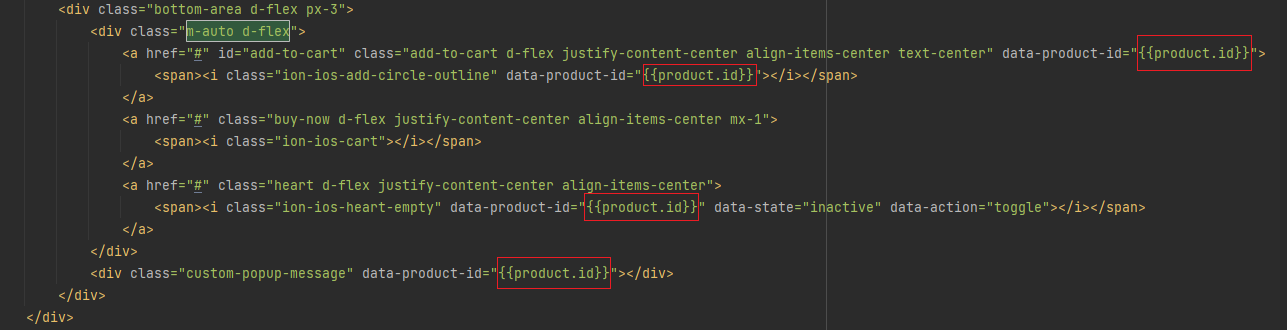 <div class="bottom-area d-flex px-3">
<div class="m-auto d-flex">
<a href="#" id="add-to-cart" class="add-to-cart d-flex justify-content-center align-items-center text-center" data-product-id="{{product.id}}">
<span><i class="ion-ios-add-circle-outline" data-product-id="{{product.id}}"></i></span>
</a>
<a href="#" class="buy-now d-flex justify-content-center align-items-center mx-1">
<span><i class="ion-ios-cart"></i></span>
</a>
<a href="#" class="heart d-flex justify-content-center align-items-center">
<span><i class="ion-ios-heart-empty" data-product-id="{{product.id}}" data-state="inactive" data-action="toggle"></i></span>
</a>
</div>
<div class="custom-popup-message" data-product-id="{{product.id}}"></div>
</div>
</div>